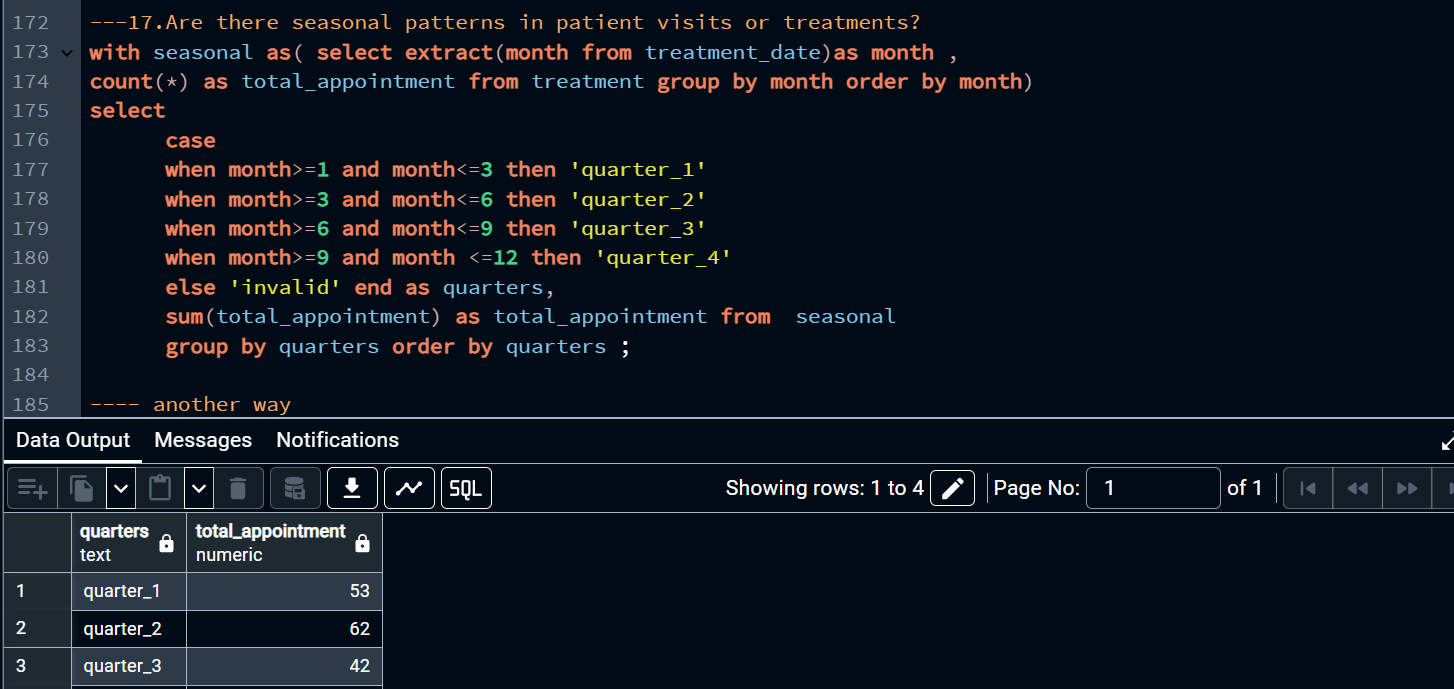 172 ---17.Are there seasonal patterns in patient visits or treatments?
173 with seasonal as( select extract(month from treatment_date)as month ,
174 count(*) as total_appointment from treatment group by month order by month)
175 select
176 case
177 when month>=1 and month<=3 then 'quarter_1'
178 when month>=3 and month<=6 then 'quarter_2'
179 when month>=6 and month<=9 then 'quarter_3'
180 when month>=9 and month <=12 then 'quarter_4'
181 else 'invalid' end as quarters,
182 sum(total_appointment) as total_appointment from  seasonal
183 group by quarters order by quarters ;
184
185 ---- another way
Data Output Messages Notifications
SQL Showing rows: 1 to 4 Page No: 1 of 1
quarters total_appointment
text numeric
1 quarter_1 53
2 quarter_2 62
3 quarter_3 42